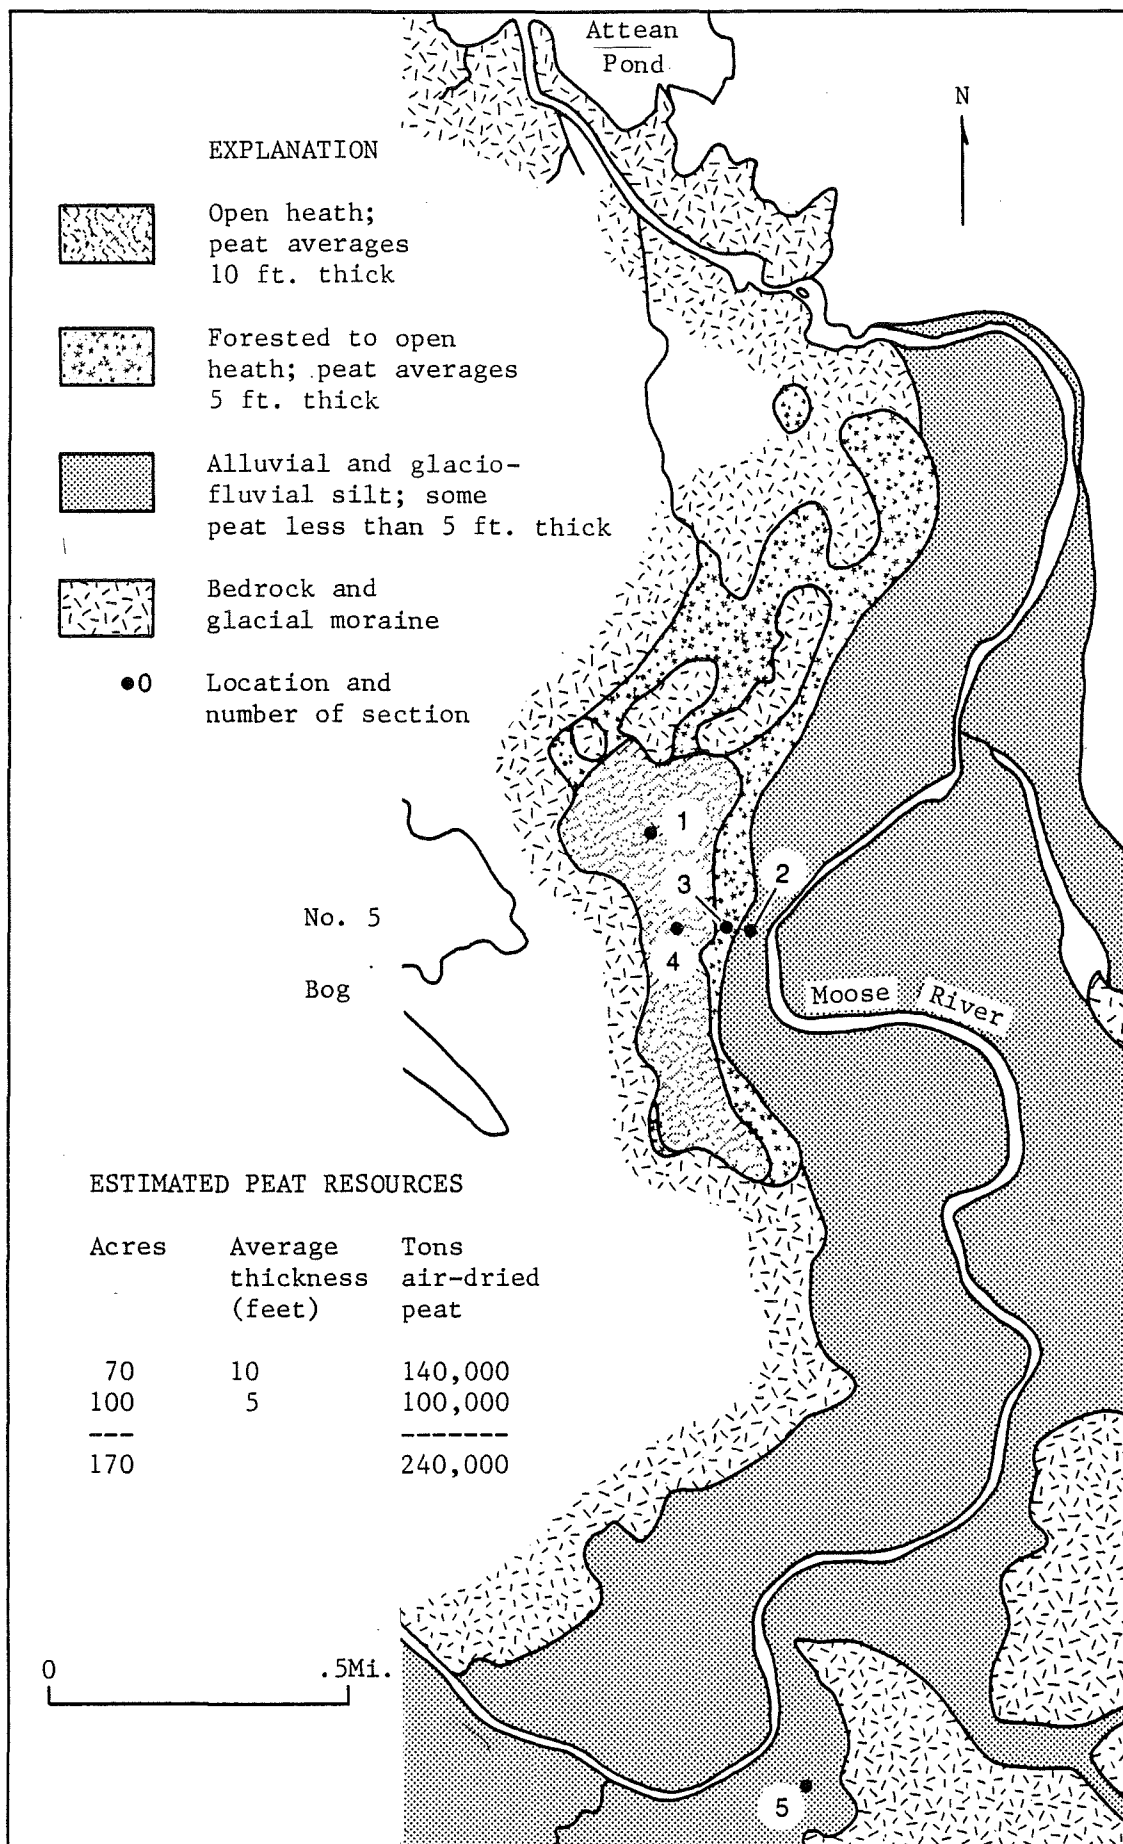 Attean
Pond
N
EXPLANATION
Open heath;
peat averages
10 ft. thick
Forested to open
heath; peat averages
5 ft. thick
Alluvial and glacio-
fluvial silt; some
peat less than 5 ft. thick
Bedrock and
glacial moraine
0
Location and
number of section
1
2
3
4
No. 5
Bog
Moose River
ESTIMATED PEAT RESOURCES
Acres Average Tons
thickness air-dried
(feet) peat
70 10 140,000
100 5 100,000
--- -------
170 240,000
0 .5Mi.
5